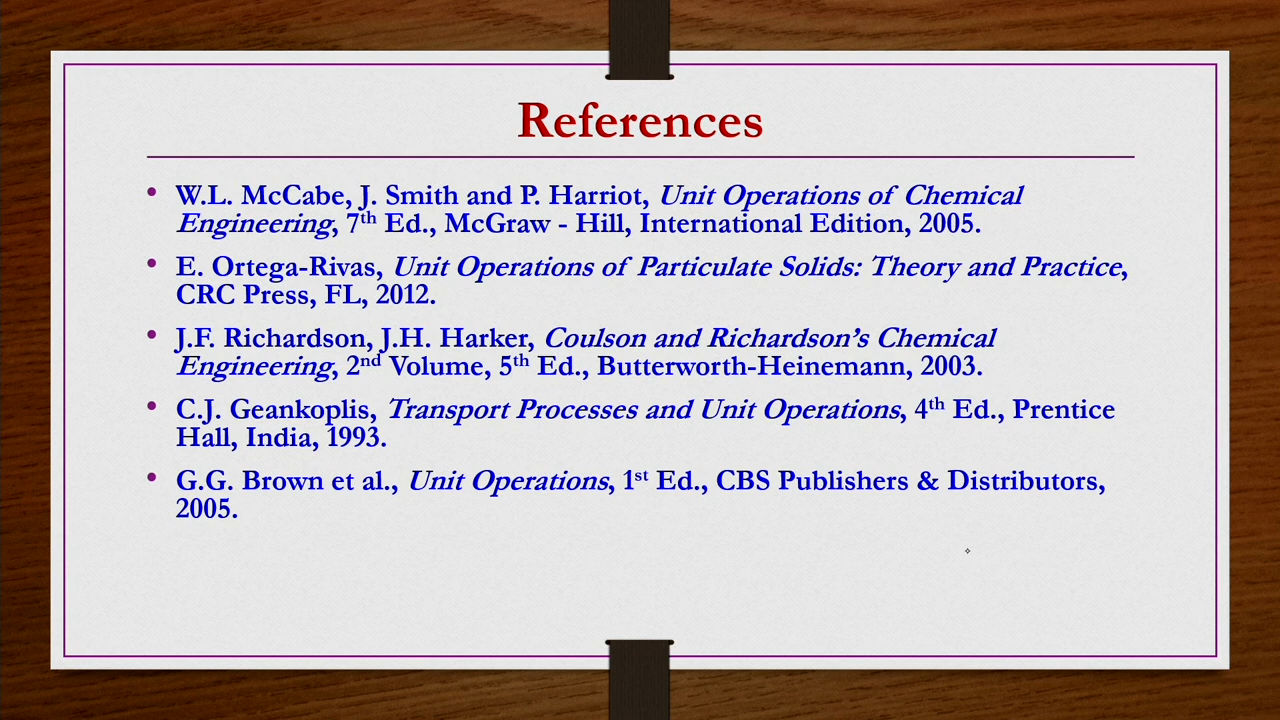 References
• W.L. McCabe, J. Smith and P. Harriot, Unit Operations of Chemical
Engineering, 7th Ed., McGraw - Hill, International Edition, 2005.
• E. Ortega-Rivas, Unit Operations of Particulate Solids: Theory and Practice,
CRC Press, FL, 2012.
• J.F. Richardson, J.H. Harker, Coulson and Richardson’s Chemical
Engineering, 2nd Volume, 5th Ed., Butterworth-Heinemann, 2003.
• C.J. Geankoplis, Transport Processes and Unit Operations, 4th Ed., Prentice
Hall, India, 1993.
• G.G. Brown et al., Unit Operations, 1st Ed., CBS Publishers & Distributors,
2005.